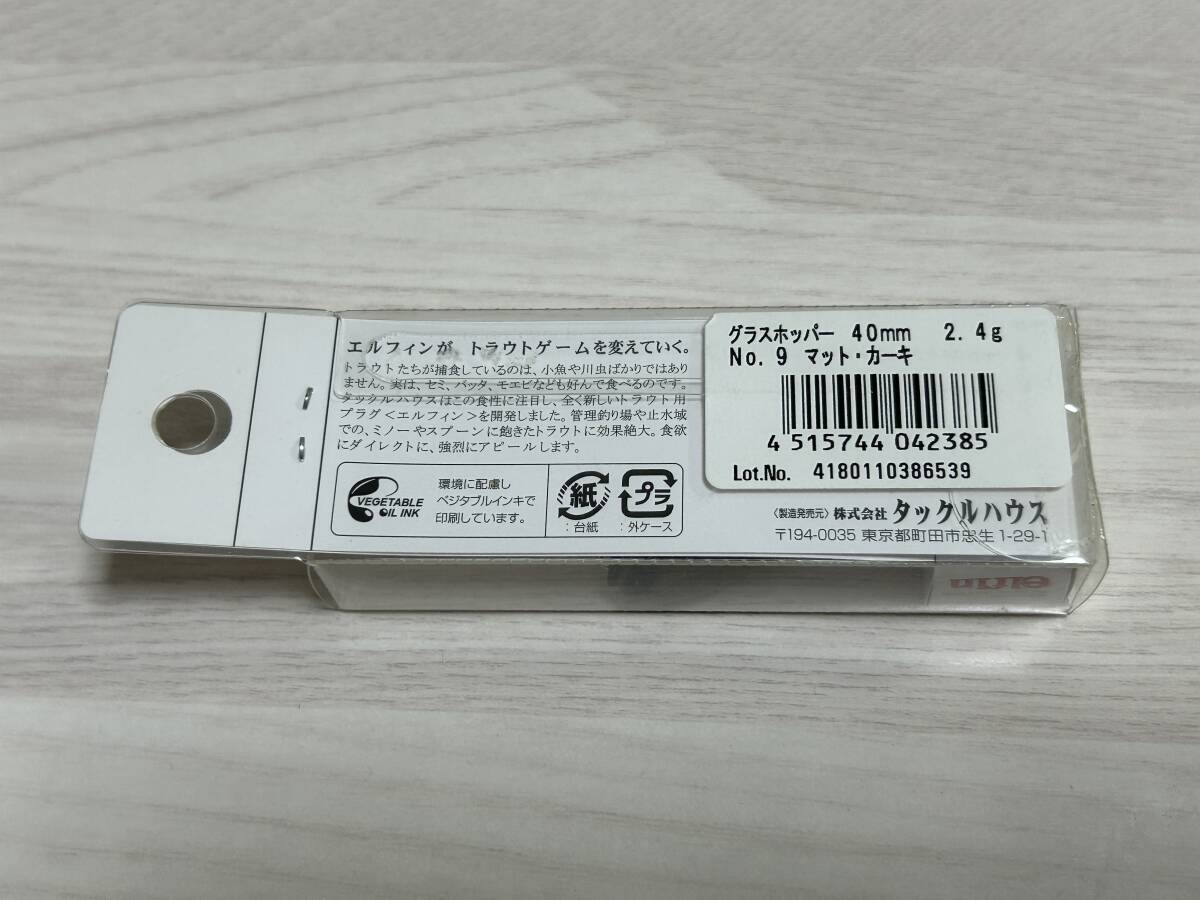 エルフィンが、トラウトゲームを変えていく。
トラウトたちが捕食しているのは、小魚や川虫ばかりではあり
ません。実は、セミ、バッタ、モエビなども好んで食べるのです。
タックルハウスはこの食性に注目し、全く新しいトラウト用
プラグ<エルフィン>を開発しました。管理釣り場や止水域
での、ミノーやスプーンに飽きたトラウトに効果絶大。食欲
にダイレクトに、強烈にアピールします。
VEGETABLE
OIL INK
環境に配慮し
ベジタブルインキで
印刷しています。
紙
:台紙
プラ
:外ケース
グラスホッパー 40mm 2.4g
No.9 マット・カーキ
4 515744 042385
Lot.No. 4180110386539
〈製造発売元〉株式会社 タックルハウス
〒194-0035 東京都町田市忠生1-29-1
elfin